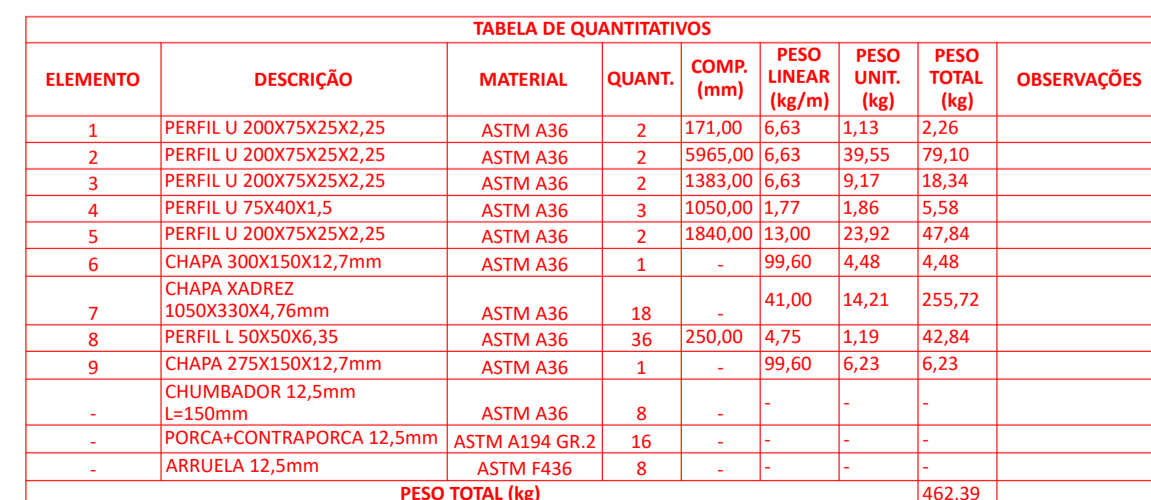 TABELA DE QUANTITATIVOS
ELEMENTO DESCRIÇÃO MATERIAL QUANT. COMP. (mm) PESO LINEAR (kg/m) PESO UNIT. (kg) PESO TOTAL (kg) OBSERVAÇÕES
1 PERFIL U 200X75X25X2,25 ASTM A36 2 171,00 6,63 1,13 2,26
2 PERFIL U 200X75X25X2,25 ASTM A36 2 5965,00 6,63 39,55 79,10
3 PERFIL U 200X75X25X2,25 ASTM A36 2 1383,00 6,63 9,17 18,34
4 PERFIL U 75X40X1,5 ASTM A36 3 1050,00 1,77 1,86 5,58
5 PERFIL U 200X75X25X2,25 ASTM A36 2 1840,00 13,00 23,92 47,84
6 CHAPA 300X150X12,7mm ASTM A36 1 - 99,60 4,48 4,48
7 CHAPA XADREZ 1050X330X4,76mm ASTM A36 18 - 41,00 14,21 255,72
8 PERFIL L 50X50X6,35 ASTM A36 36 250,00 4,75 1,19 42,84
9 CHAPA 275X150X12,7mm ASTM A36 1 - 99,60 6,23 6,23
- CHUMBADOR 12,5mm L=150mm ASTM A36 8 - - - -
- PORCA+CONTRAPORCA 12,5mm ASTM A194 GR.2 16 - - - -
- ARRUELA 12,5mm ASTM F436 8 - - - -
PESO TOTAL (kg) 462,39